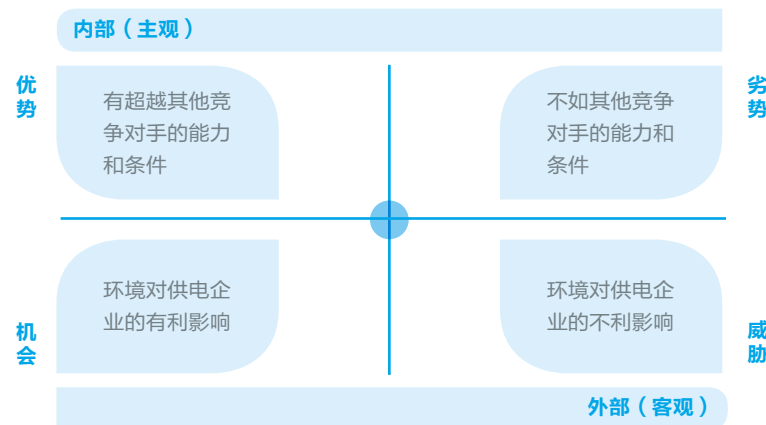 内部（主观）
优势
有超越其他竞
争对手的能力
和条件
不如其他竞争
对手的能力和
条件
劣势
机会
环境对供电企
业的有利影响
环境对供电企
业的不利影响
威胁
外部（客观）